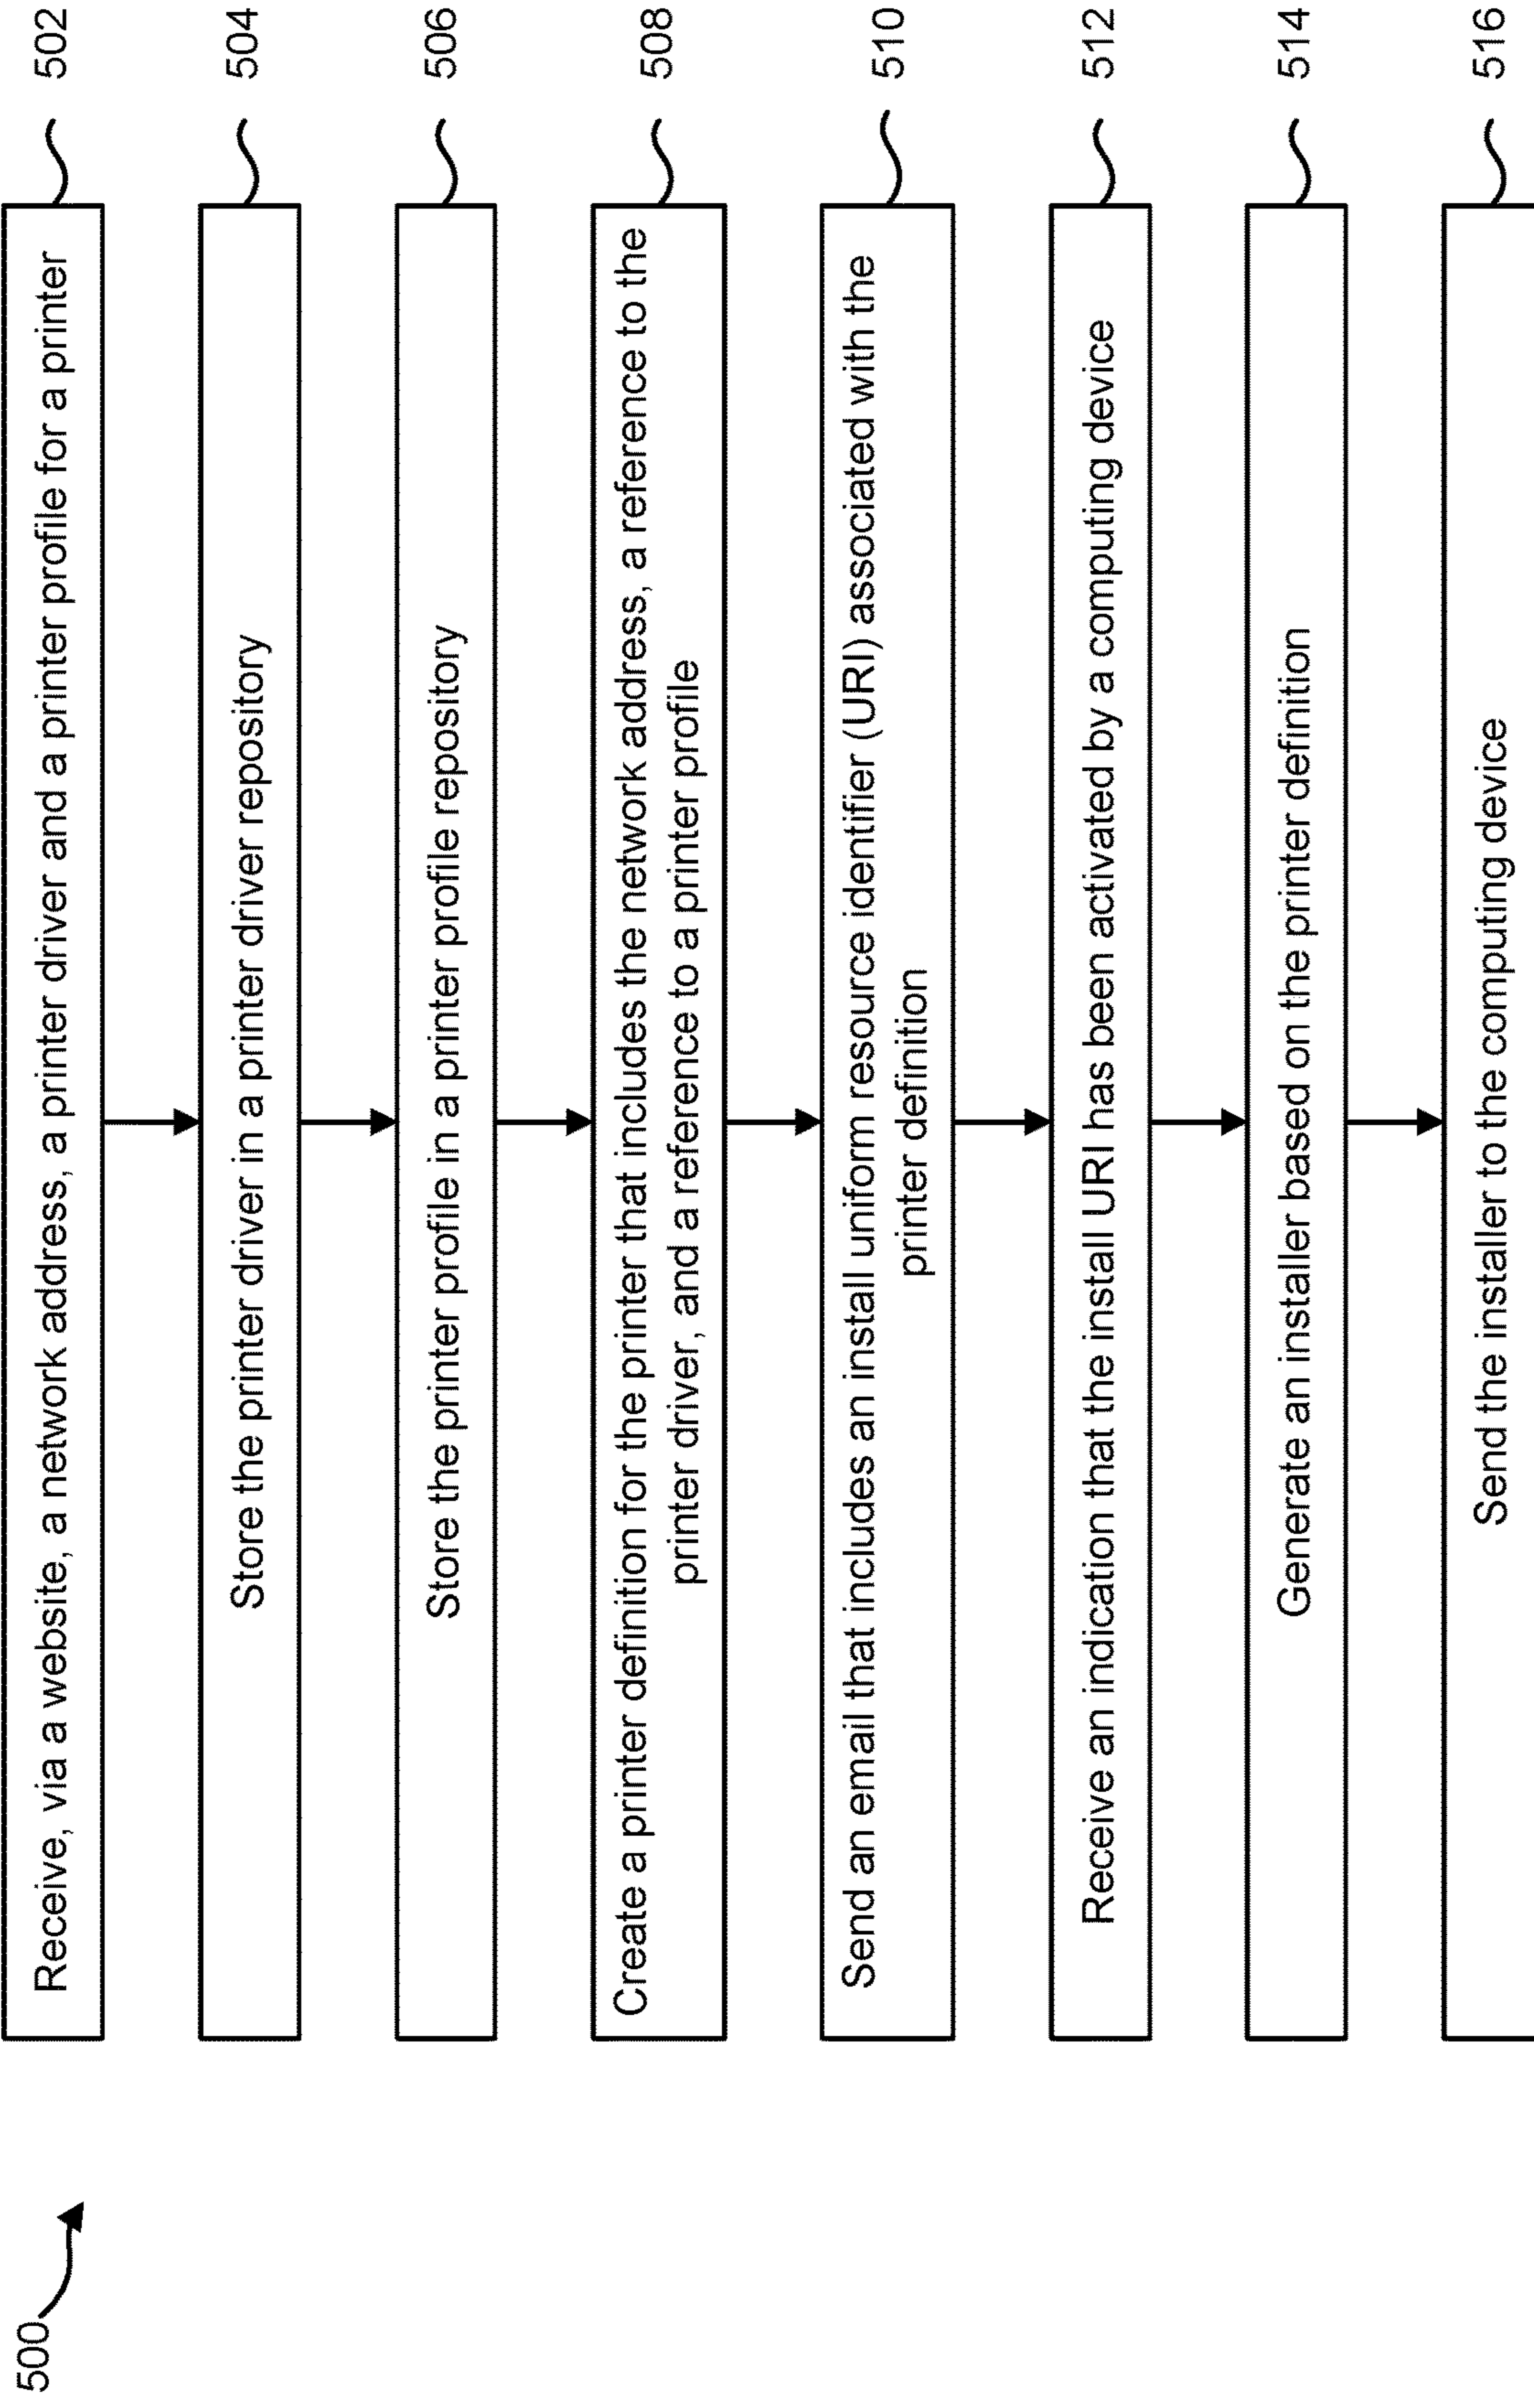 500
Receive, via a website, a network address, a printer driver and a printer profile for a printer
502
Store the printer driver in a printer driver repository
504
Store the printer profile in a printer profile repository
506
Create a printer definition for the printer that includes the network address, a reference to the
printer driver, and a reference to a printer profile
508
Send an email that includes an install uniform resource identifier (URI) associated with the
printer definition
510
Receive an indication that the install URI has been activated by a computing device
512
Generate an installer based on the printer definition
514
Send the installer to the computing device
516